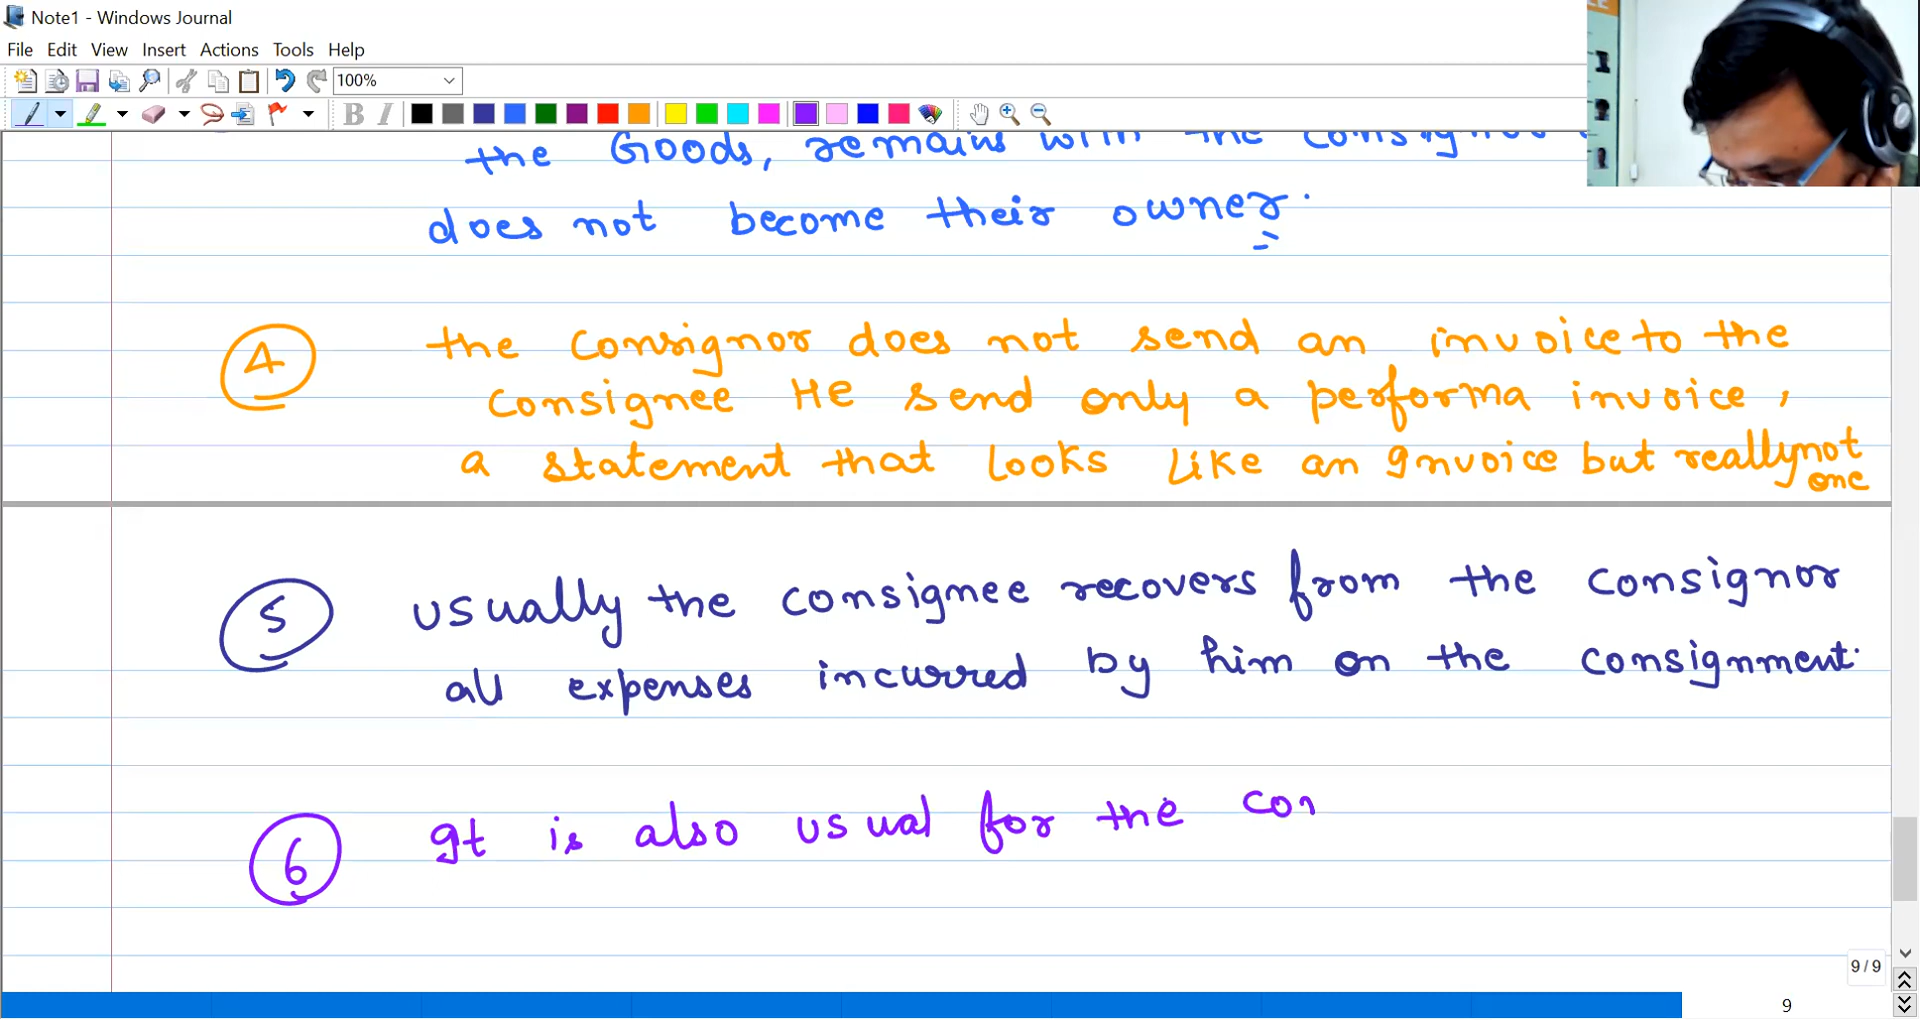 Note1 - Windows Journal
File Edit View Insert Actions Tools Help
100%
B I
the Goods, remains with the
does not become their owner.
4 the consignor does not send an invoice to the
consignee He send only a performa invoice,
a statement that looks like an Invoice but really not
one
5 usually the consignee recovers from the consignor
all expenses incurred by him on the consignment.
6 It is also usual for the con
9 / 9
9